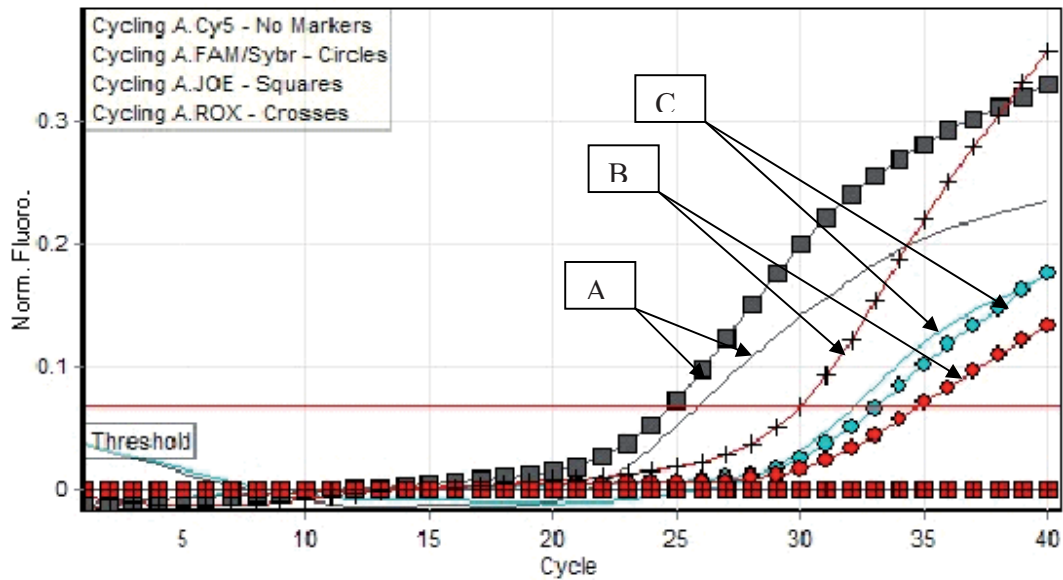 Cycling A.Cy5 - No Markers
Cycling A.FAM/Sybr - Circles
Cycling A.JOE - Squares
Cycling A.ROX - Crosses
C
B
A
0.3
0.2
0.1
0
Norm. Fluoro.
Threshold
5 10 15 20 25 30 35 40
Cycle